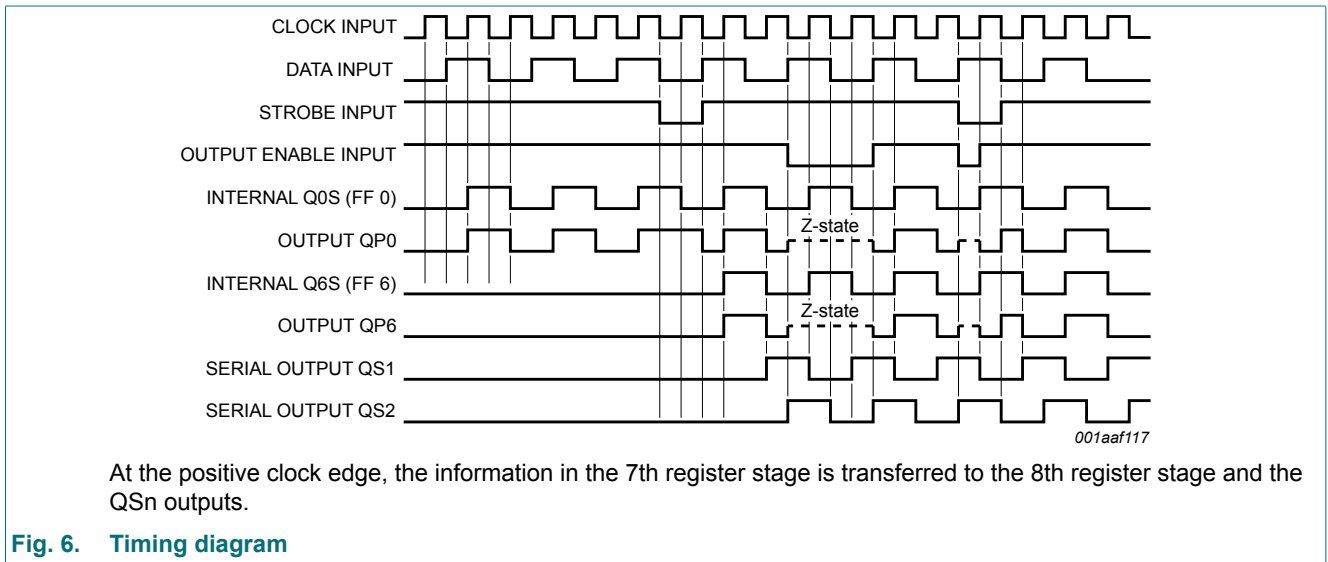 CLOCK INPUT
DATA INPUT
STROBE INPUT
OUTPUT ENABLE INPUT
INTERNAL Q0S (FF 0)
Z-state
OUTPUT QP0
INTERNAL Q6S (FF 6)
Z-state
OUTPUT QP6
SERIAL OUTPUT QS1
SERIAL OUTPUT QS2
001aaf117
At the positive clock edge, the information in the 7th register stage is transferred to the 8th register stage and the
QSn outputs.
Fig. 6. Timing diagram